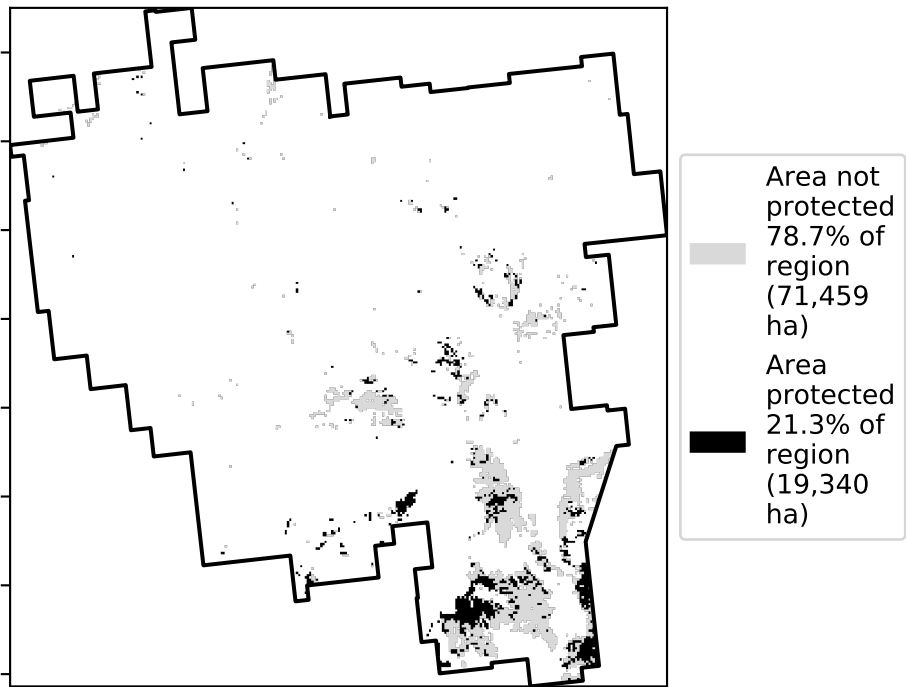 Area not
protected
78.7% of
region
(71,459
ha)
Area
protected
21.3% of
region
(19,340
ha)